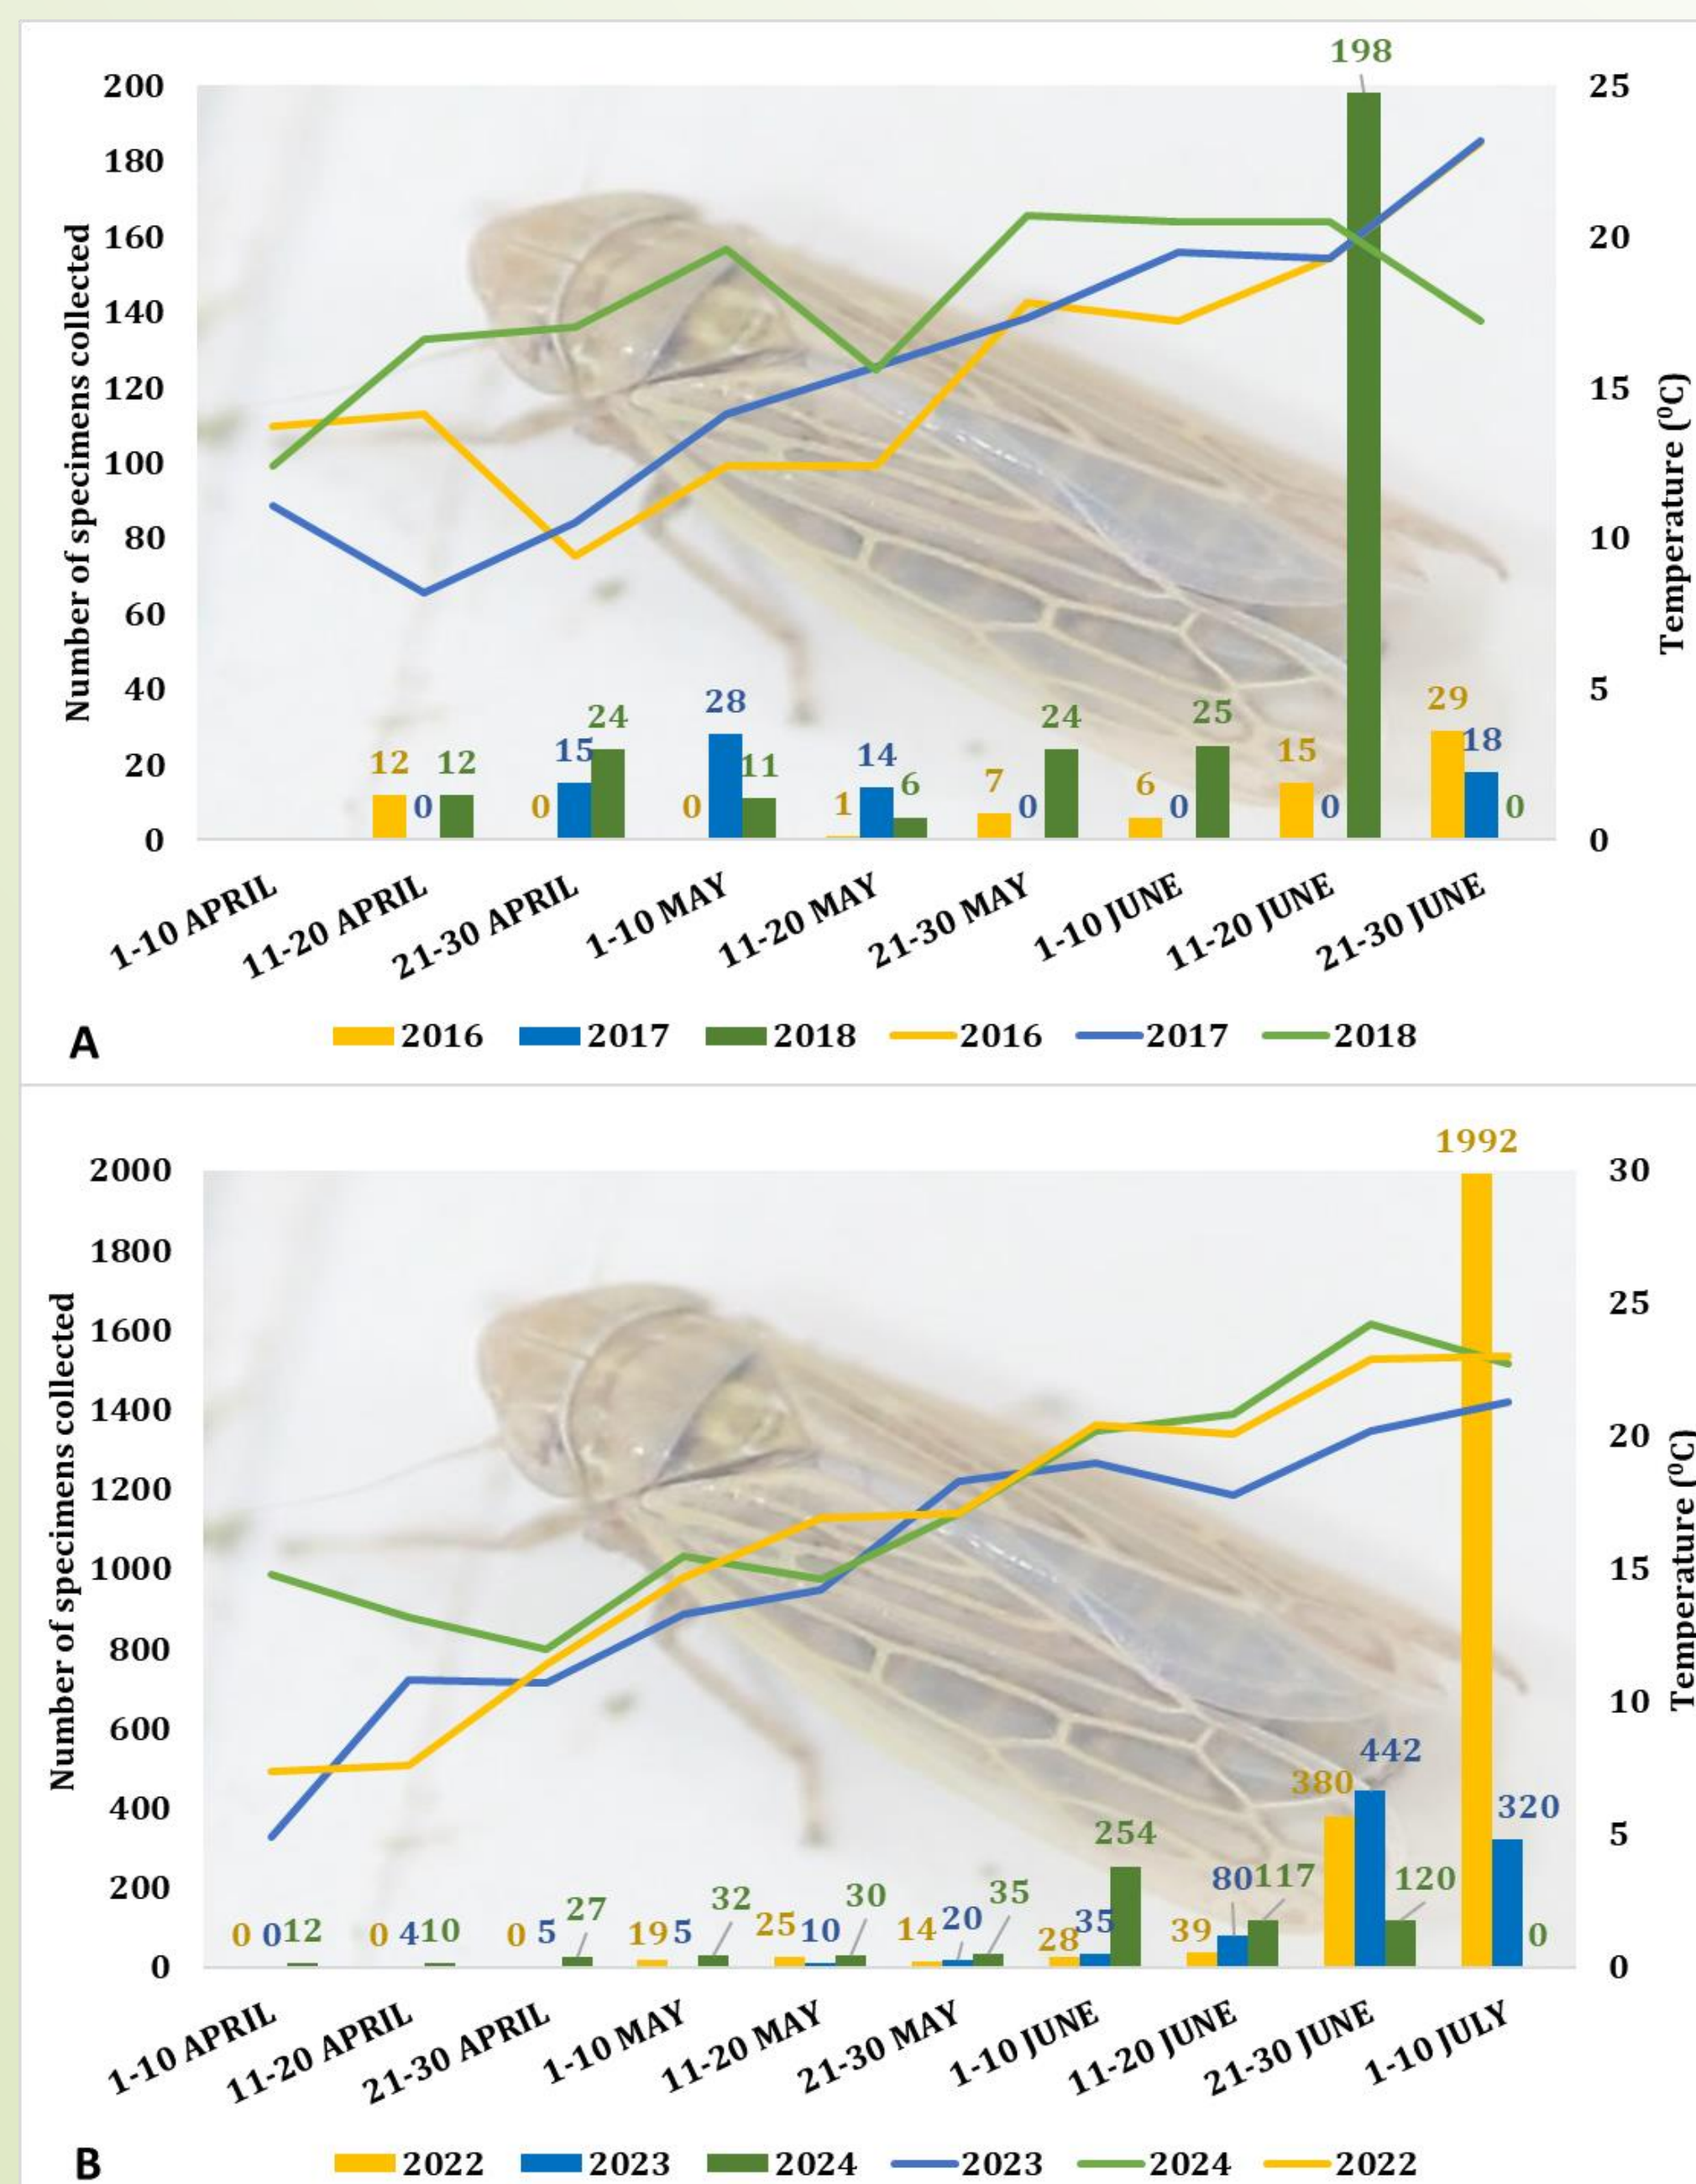 198
200
180
160
140
120
100
80
60
40
20
0
Number of specimens collected
25
20
15
10
5
0
Temperature (⁰C)
12 0 12
0 15 24
0 28 11
1 14 6
7 0 24
6 0 25
15 0
29 18 0
1-10 APRIL
11-20 APRIL
21-30 APRIL
1-10 MAY
11-20 MAY
21-30 MAY
1-10 JUNE
11-20 JUNE
21-30 JUNE
A
2016 2017 2018 2016 2017 2018
1992
2000
1800
1600
1400
1200
1000
800
600
400
200
0
Number of specimens collected
30
25
20
15
10
5
0
Temperature (⁰C)
0 0 12
0 4 10
0 5 27
19 5 32
25 10 30
14 20 35
28 35 254
39 80 117
380 442 120
320 0
1-10 APRIL
11-20 APRIL
21-30 APRIL
1-10 MAY
11-20 MAY
21-30 MAY
1-10 JUNE
11-20 JUNE
21-30 JUNE
1-10 JULY
B
2022 2023 2024 2023 2024 2022